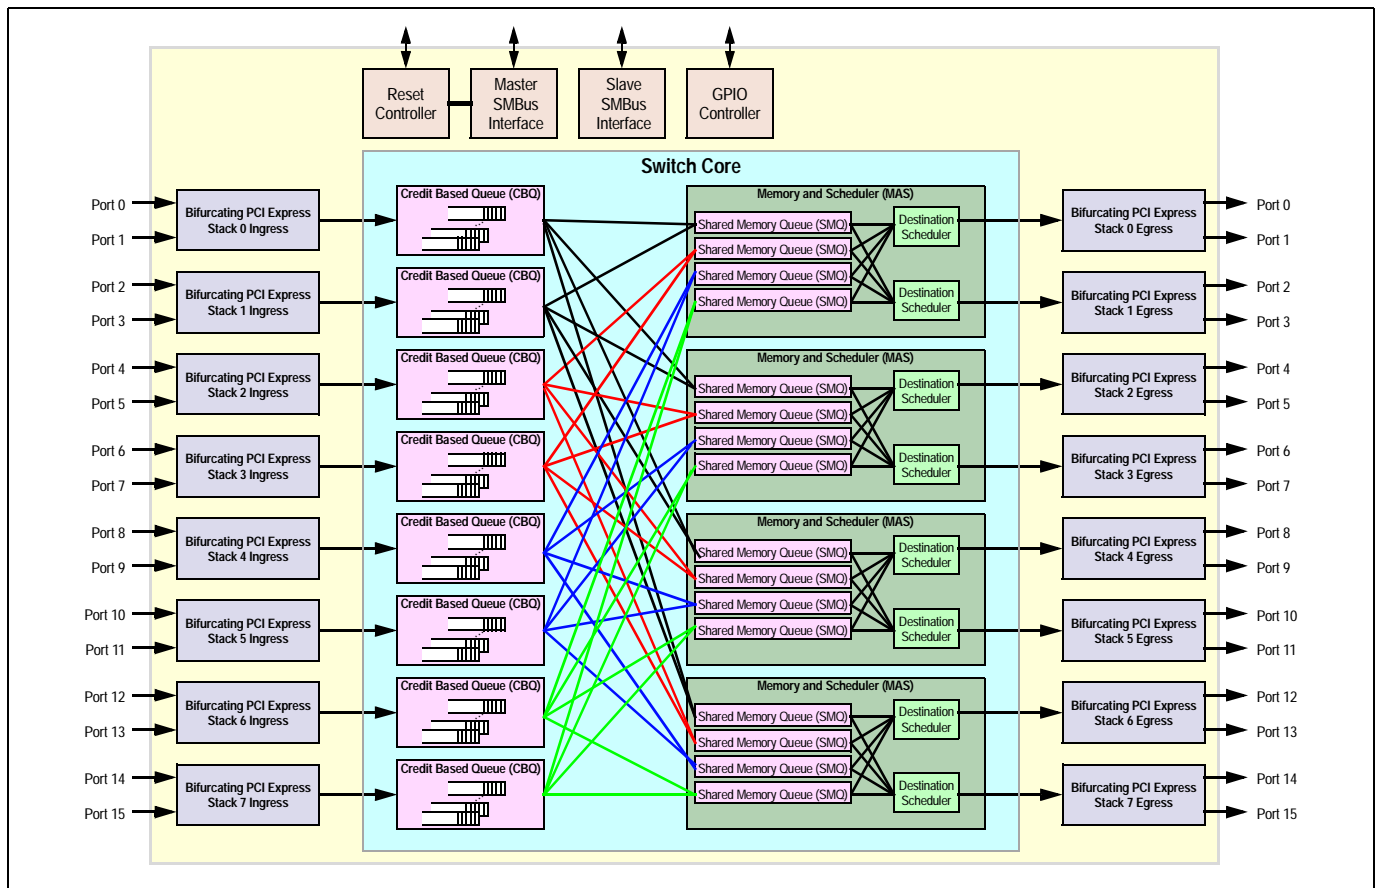 Reset
Controller
Master
SMBus
Interface
Slave
SMBus
Interface
GPIO
Controller
Switch Core
Port 0
Port 1
Bifurcating PCI Express
Stack 0 Ingress
Port 2
Port 3
Bifurcating PCI Express
Stack 1 Ingress
Port 4
Port 5
Bifurcating PCI Express
Stack 2 Ingress
Port 6
Port 7
Bifurcating PCI Express
Stack 3 Ingress
Port 8
Port 9
Bifurcating PCI Express
Stack 4 Ingress
Port 10
Port 11
Bifurcating PCI Express
Stack 5 Ingress
Port 12
Port 13
Bifurcating PCI Express
Stack 6 Ingress
Port 14
Port 15
Bifurcating PCI Express
Stack 7 Ingress
Credit Based Queue (CBQ)
Credit Based Queue (CBQ)
Credit Based Queue (CBQ)
Credit Based Queue (CBQ)
Credit Based Queue (CBQ)
Credit Based Queue (CBQ)
Credit Based Queue (CBQ)
Credit Based Queue (CBQ)
Memory and Scheduler (MAS)
Shared Memory Queue (SMQ)
Shared Memory Queue (SMQ)
Shared Memory Queue (SMQ)
Shared Memory Queue (SMQ)
Destination
Scheduler
Destination
Scheduler
Memory and Scheduler (MAS)
Shared Memory Queue (SMQ)
Shared Memory Queue (SMQ)
Shared Memory Queue (SMQ)
Shared Memory Queue (SMQ)
Destination
Scheduler
Destination
Scheduler
Memory and Scheduler (MAS)
Shared Memory Queue (SMQ)
Shared Memory Queue (SMQ)
Shared Memory Queue (SMQ)
Shared Memory Queue (SMQ)
Destination
Scheduler
Destination
Scheduler
Memory and Scheduler (MAS)
Shared Memory Queue (SMQ)
Shared Memory Queue (SMQ)
Shared Memory Queue (SMQ)
Shared Memory Queue (SMQ)
Destination
Scheduler
Destination
Scheduler
Bifurcating PCI Express
Stack 0 Egress
Port 0
Port 1
Bifurcating PCI Express
Stack 1 Egress
Port 2
Port 3
Bifurcating PCI Express
Stack 2 Egress
Port 4
Port 5
Bifurcating PCI Express
Stack 3 Egress
Port 6
Port 7
Bifurcating PCI Express
Stack 4 Egress
Port 8
Port 9
Bifurcating PCI Express
Stack 5 Egress
Port 10
Port 11
Bifurcating PCI Express
Stack 6 Egress
Port 12
Port 13
Bifurcating PCI Express
Stack 7 Egress
Port 14
Port 15